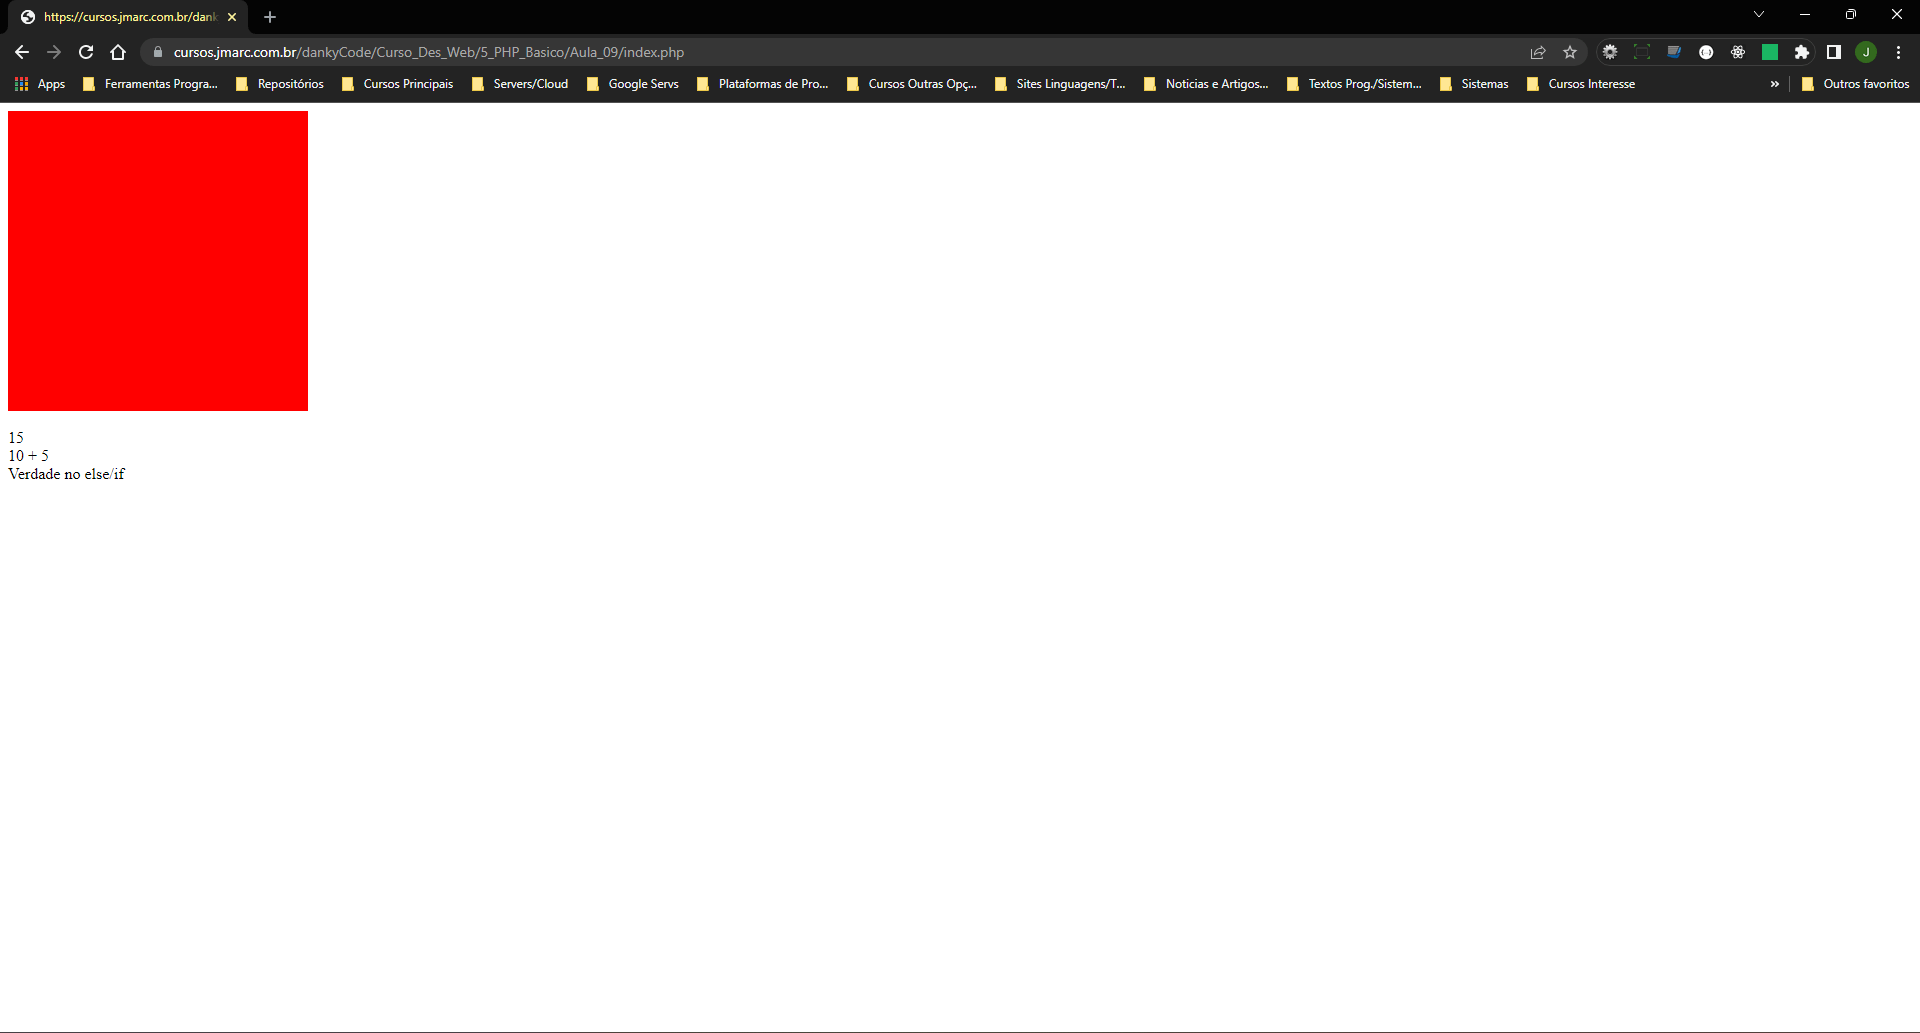 https://cursos.jmarc.com.br/dank
cursos.jmarc.com.br/dankyCode/Curso_Des_Web/5_PHP_Basico/Aula_09/index.php
J
Apps Ferramentas Progra... Repositórios Cursos Principais Servers/Cloud Google Servs Plataformas de Pro... Cursos Outras Opç... Sites Linguagens/T... Noticias e Artigos... Textos Prog./Sistem... Sistemas Cursos Interesse » Outros favoritos
15
10 + 5
Verdade no else/if